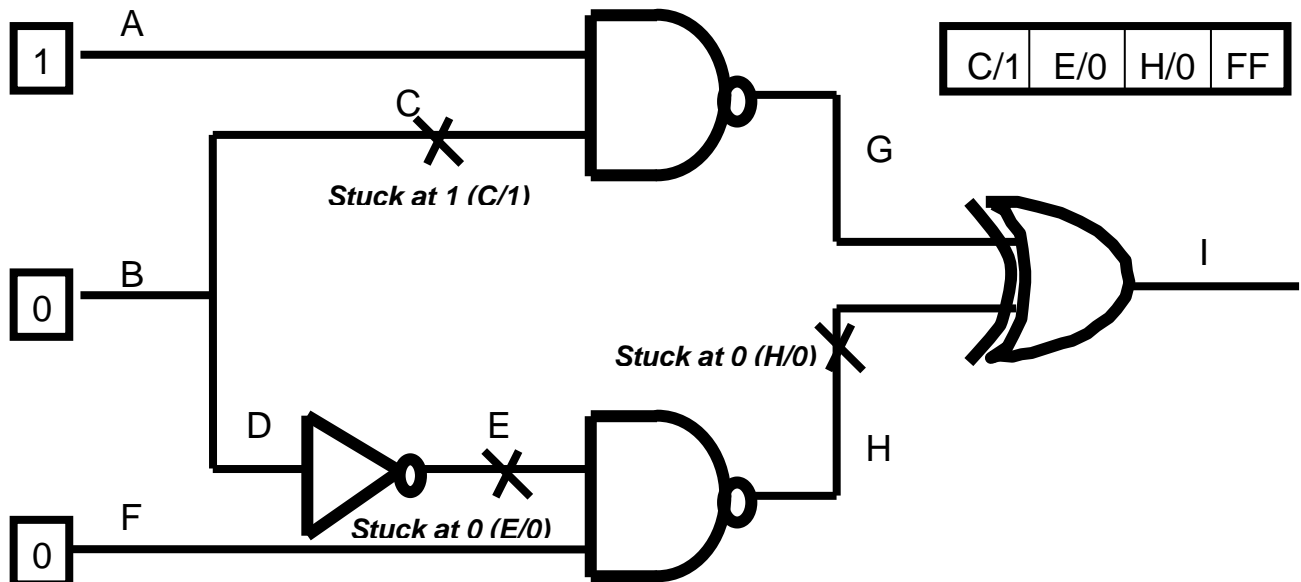 A
1
C/1 E/0 H/0 FF
C
Stuck at 1 (C/1)
G
B
0
I
Stuck at 0 (H/0)
D
E
H
F
Stuck at 0 (E/0)
0